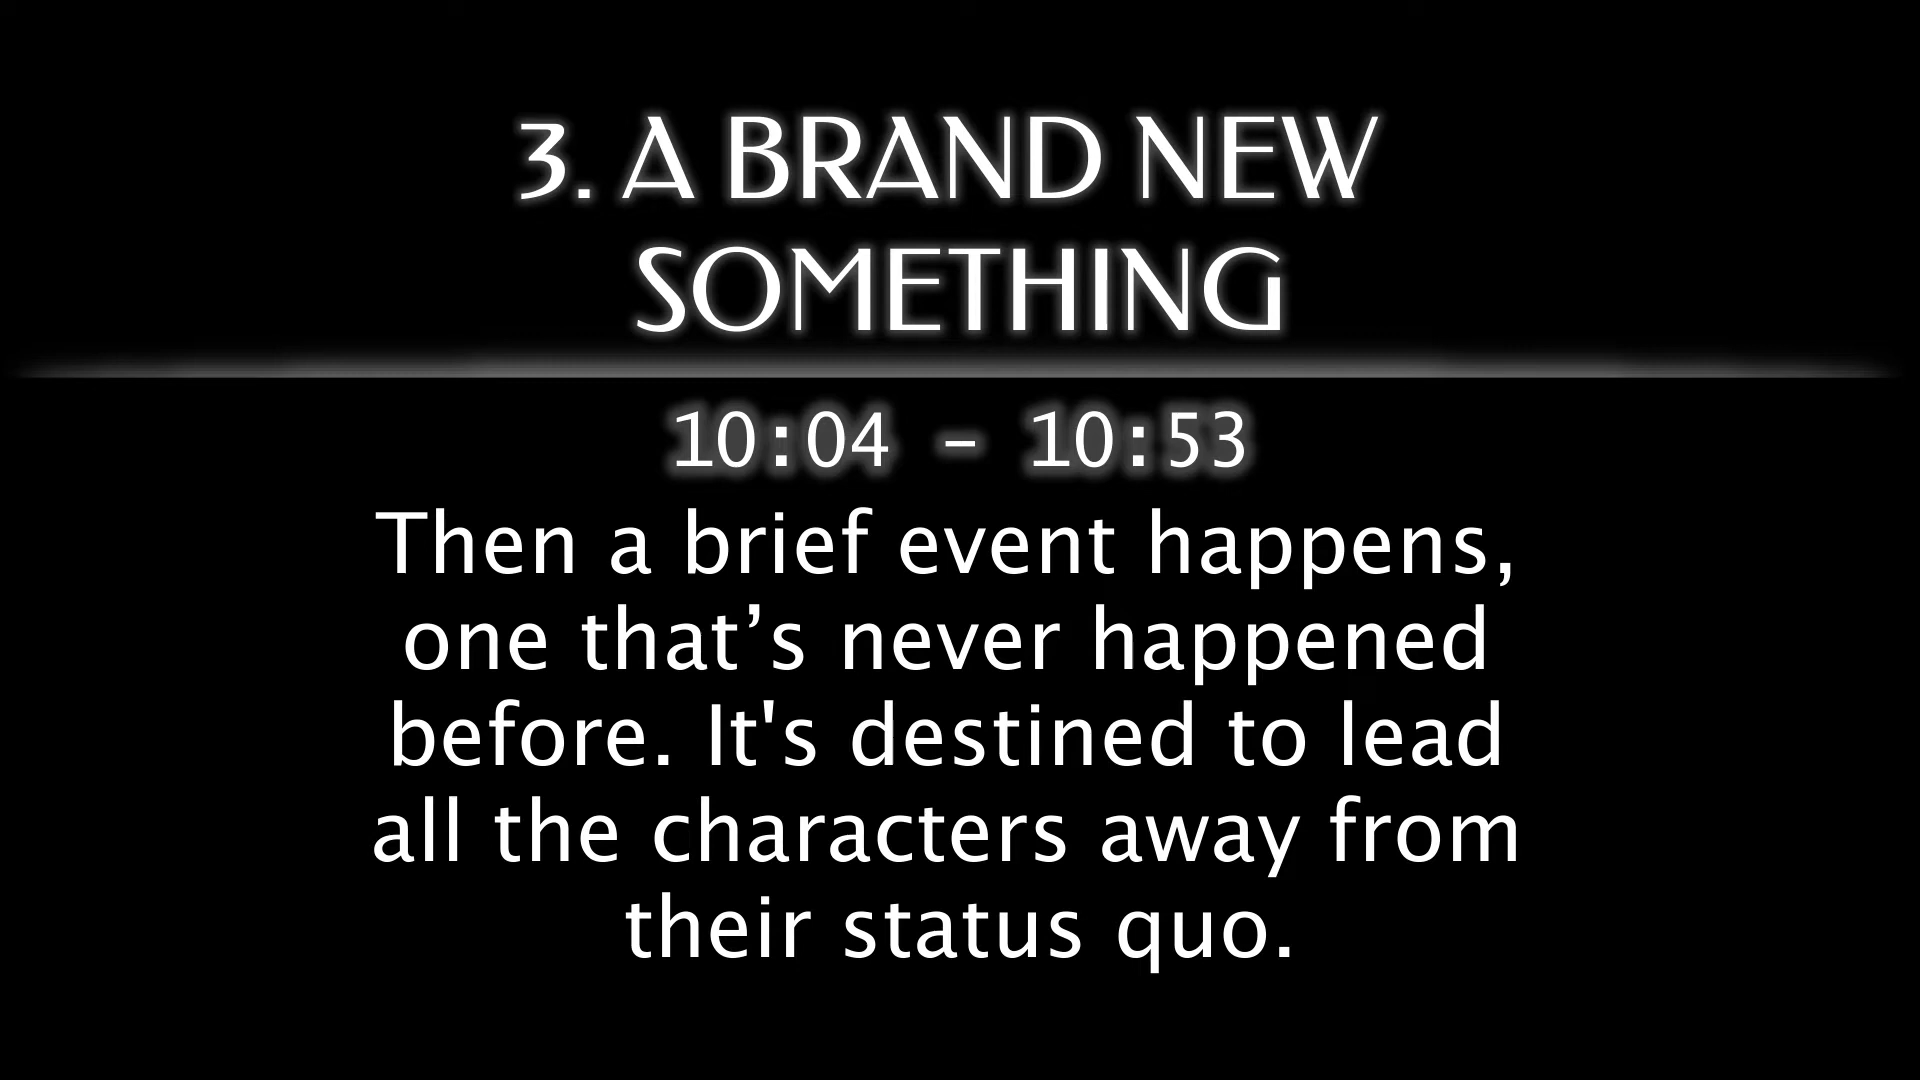 3. A BRAND NEW
SOMETHING
10:04 - 10:53
Then a brief event happens,
one that’s never happened
before. It's destined to lead
all the characters away from
their status quo.